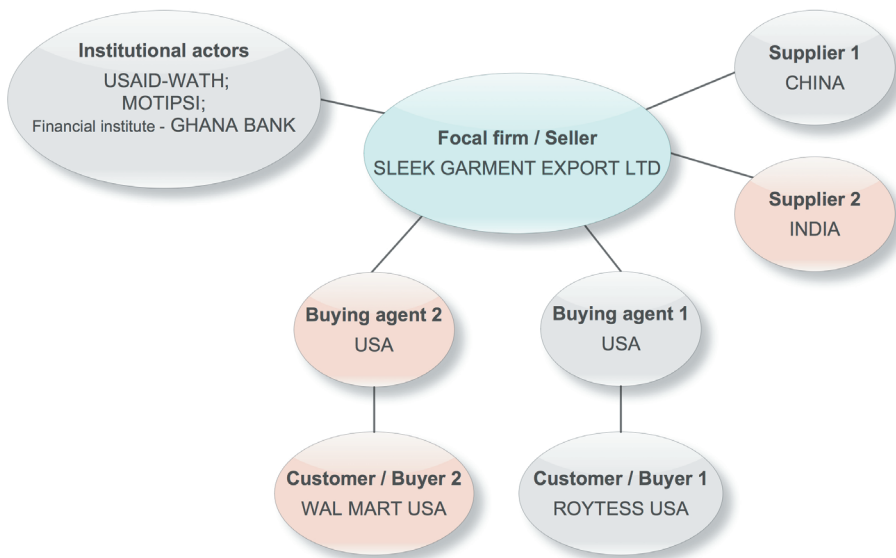 Institutional actors
USAID-WATH;
MOTIPSI;
Financial institute - GHANA BANK
Focal firm / Seller
SLEEK GARMENT EXPORT LTD
Supplier 1
CHINA
Supplier 2
INDIA
Buying agent 2
USA
Buying agent 1
USA
Customer / Buyer 2
WAL MART USA
Customer / Buyer 1
ROYTESS USA